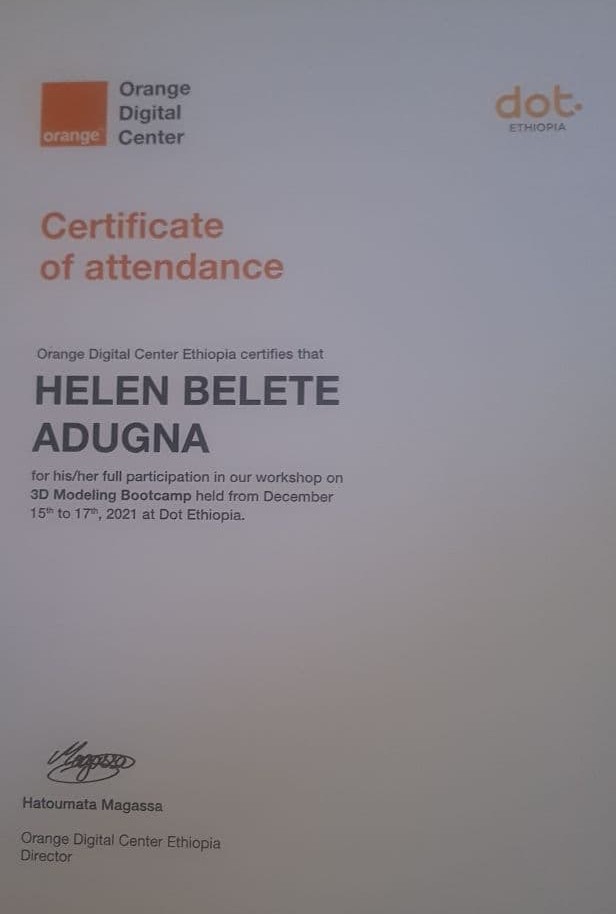 Orange
Digital
Center
orange™
dot.
ETHIOPIA
Certificate
of attendance
Orange Digital Center Ethiopia certifies that
HELEN BELETE
ADUGNA
for his/her full participation in our workshop on
3D Modeling Bootcamp held from December
15th to 17th, 2021 at Dot Ethiopia.
Magassa
Hatoumata Magassa
Orange Digital Center Ethiopia
Director